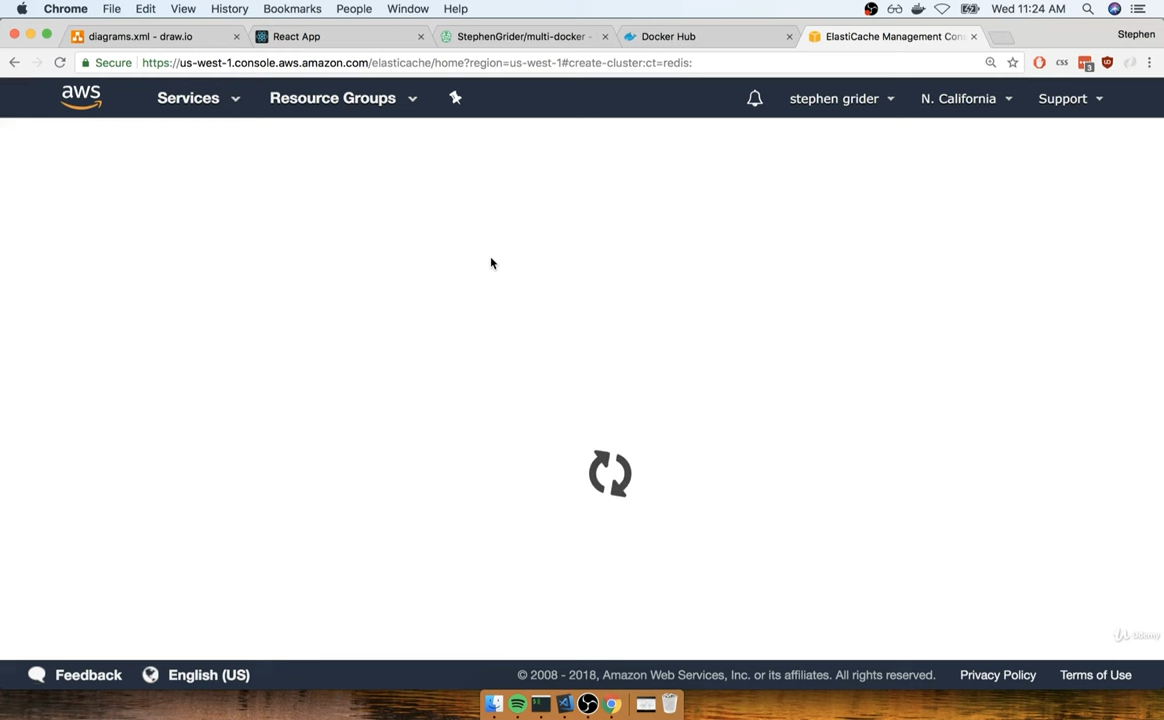 Chrome File Edit View History Bookmarks People Window Help Wed 11:24 AM
diagrams.xml - draw.io React App StephenGrider/multi-docker - Docker Hub ElastiCache Management Con Stephen
Secure https://us-west-1.console.aws.amazon.com/elasticache/home?region=us-west-1#create-cluster:ct=redis:
aws Services Resource Groups stephen grider N. California Support
Udemy
Feedback English (US) © 2008 - 2018, Amazon Web Services, Inc. or its affiliates. All rights reserved. Privacy Policy Terms of Use